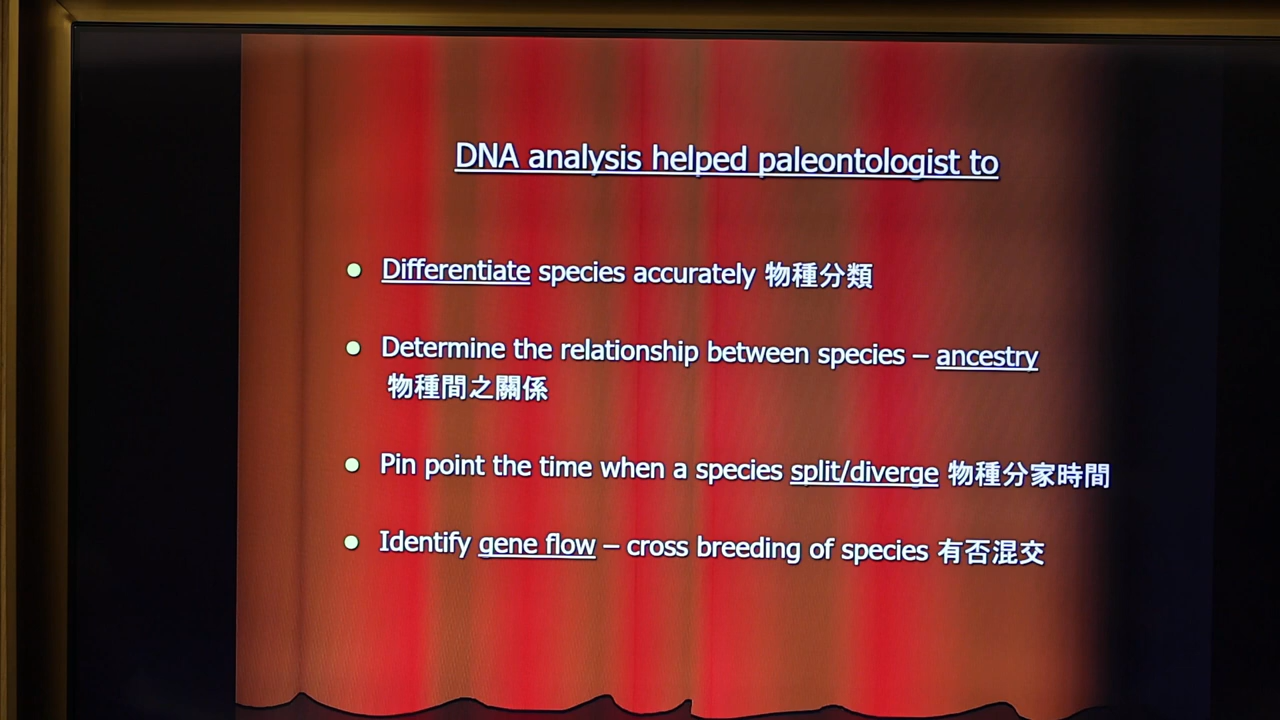 DNA analysis helped paleontologist to
Differentiate species accurately 物種分類
Determine the relationship between species – ancestry
物種間之關係
Pin point the time when a species split/diverge 物種分家時間
Identify gene flow – cross breeding of species 有否混交